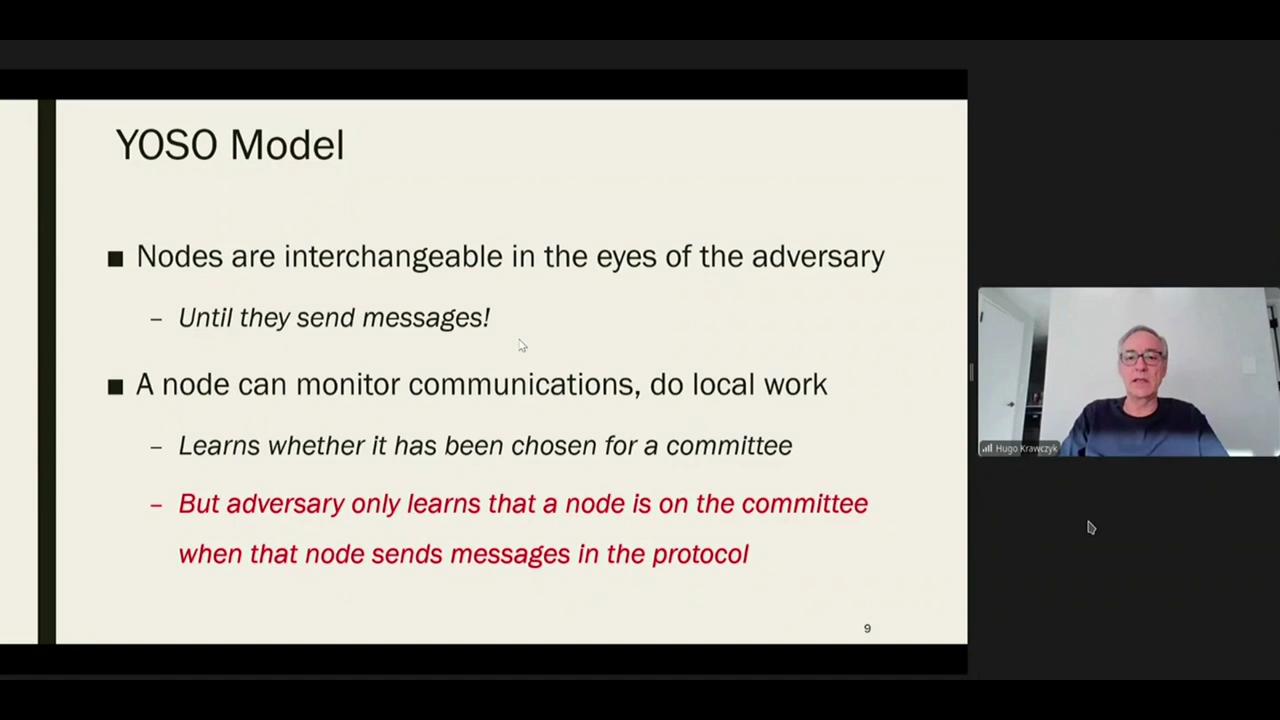 YOSO Model
■ Nodes are interchangeable in the eyes of the adversary
– Until they send messages!
■ A node can monitor communications, do local work
– Learns whether it has been chosen for a committee
– But adversary only learns that a node is on the committee
when that node sends messages in the protocol
9
Hugo Krawczyk